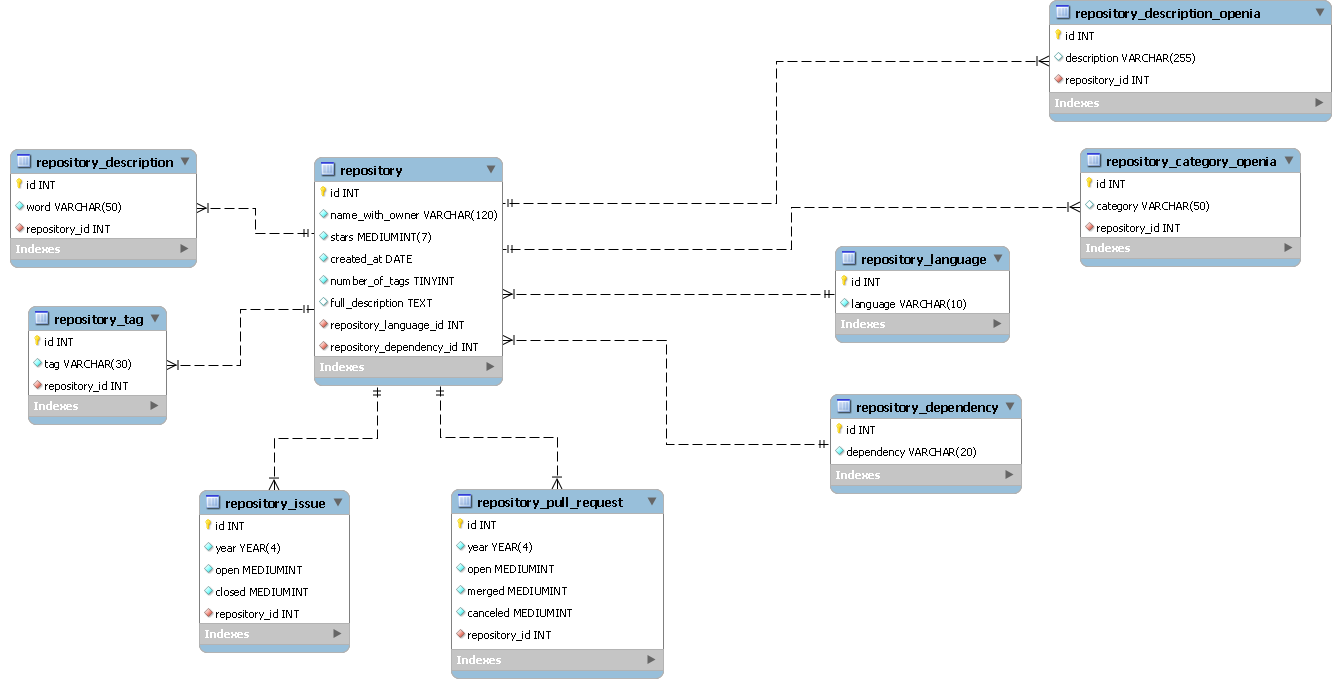 repository_description_openia
id INT
description VARCHAR(255)
repository_id INT
Indexes
repository_description
id INT
word VARCHAR(50)
repository_id INT
Indexes
repository
id INT
name_with_owner VARCHAR(120)
stars MEDIUMINT(7)
created_at DATE
number_of_tags TINYINT
full_description TEXT
repository_language_id INT
repository_dependency_id INT
Indexes
repository_category_openia
id INT
category VARCHAR(50)
repository_id INT
Indexes
repository_language
id INT
language VARCHAR(10)
Indexes
repository_tag
id INT
tag VARCHAR(30)
repository_id INT
Indexes
repository_dependency
id INT
dependency VARCHAR(20)
Indexes
repository_issue
id INT
year YEAR(4)
open MEDIUMINT
closed MEDIUMINT
repository_id INT
Indexes
repository_pull_request
id INT
year YEAR(4)
open MEDIUMINT
merged MEDIUMINT
canceled MEDIUMINT
repository_id INT
Indexes